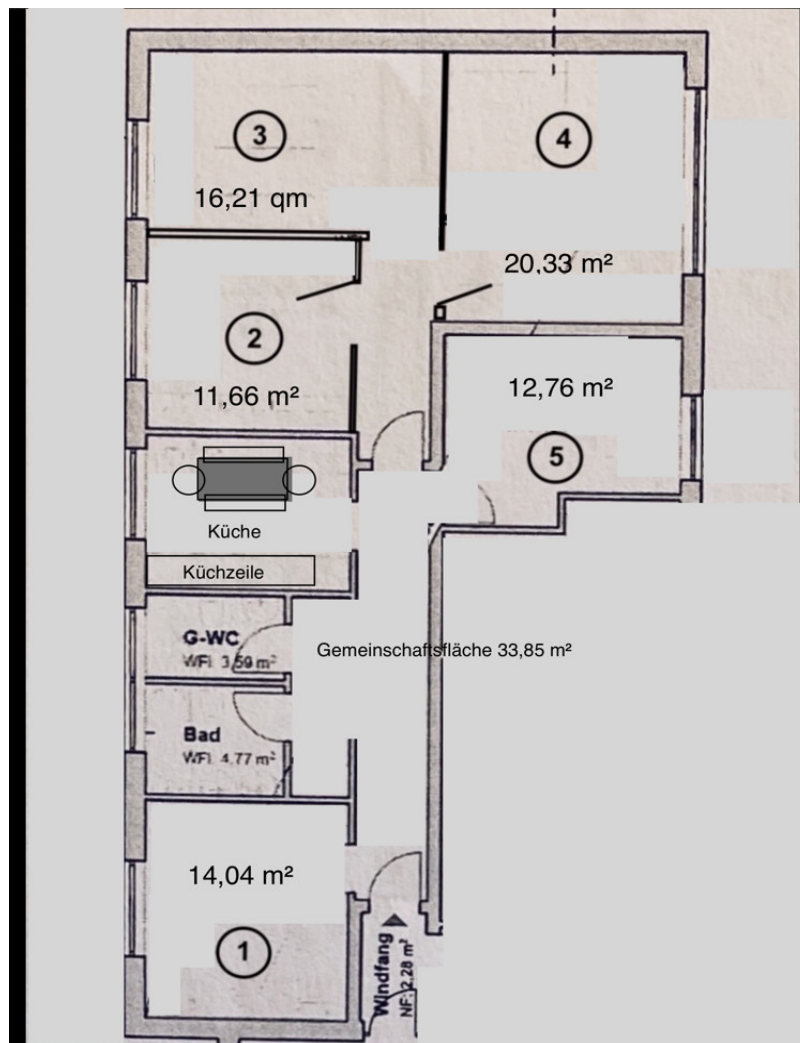 3
4
16,21 qm
20,33 m²
2
11,66 m²
12,76 m²
5
Küche
Küchzeile
G-WC
WFl. 3,59 m²
Gemeinschaftsfläche 33,85 m²
Bad
WFl. 4,77 m²
14,04 m²
1
Windfang
NF: 2,28 m²